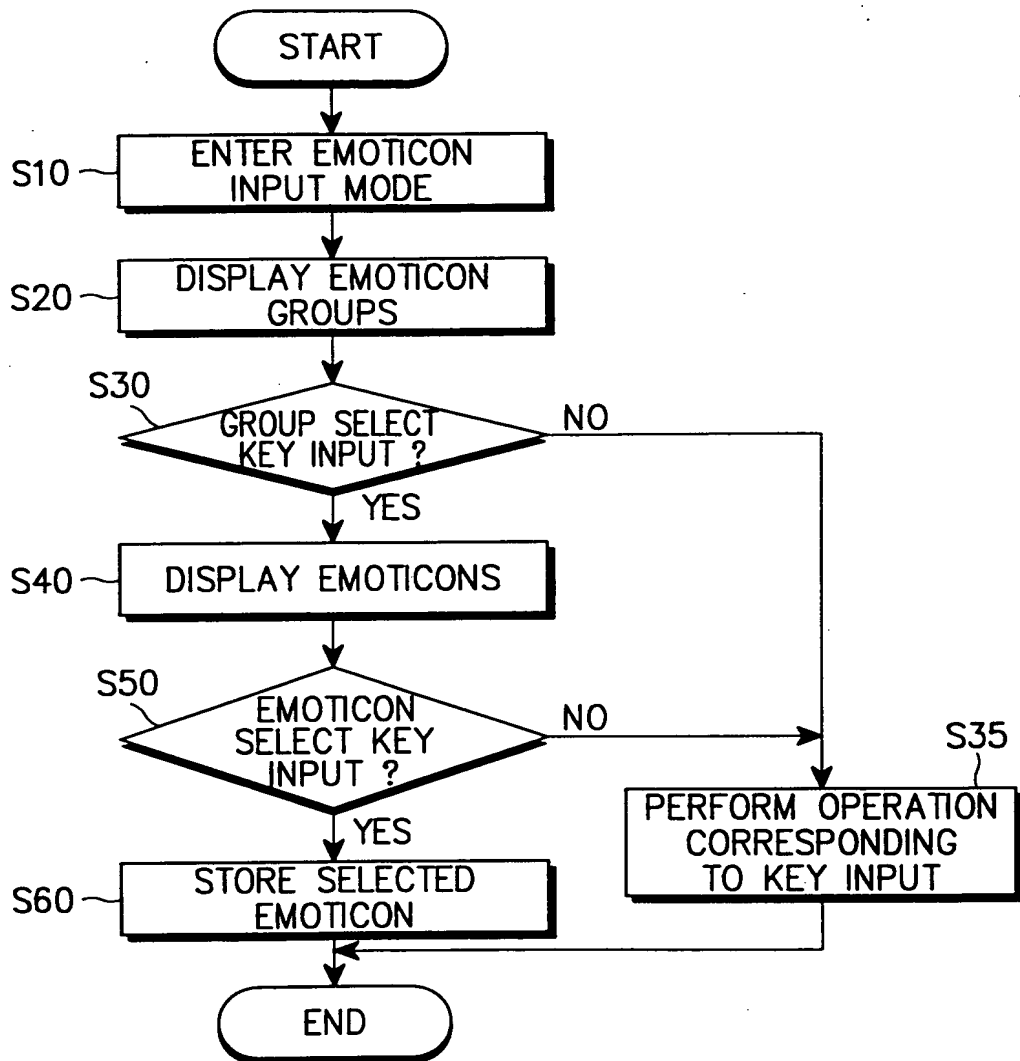 START
S10
ENTER EMOTICON
INPUT MODE
S20
DISPLAY EMOTICON
GROUPS
S30
GROUP SELECT
KEY INPUT ?
NO
YES
S40
DISPLAY EMOTICONS
S50
EMOTICON
SELECT KEY
INPUT ?
NO
YES
S35
PERFORM OPERATION
CORRESPONDING
TO KEY INPUT
S60
STORE SELECTED
EMOTICON
END